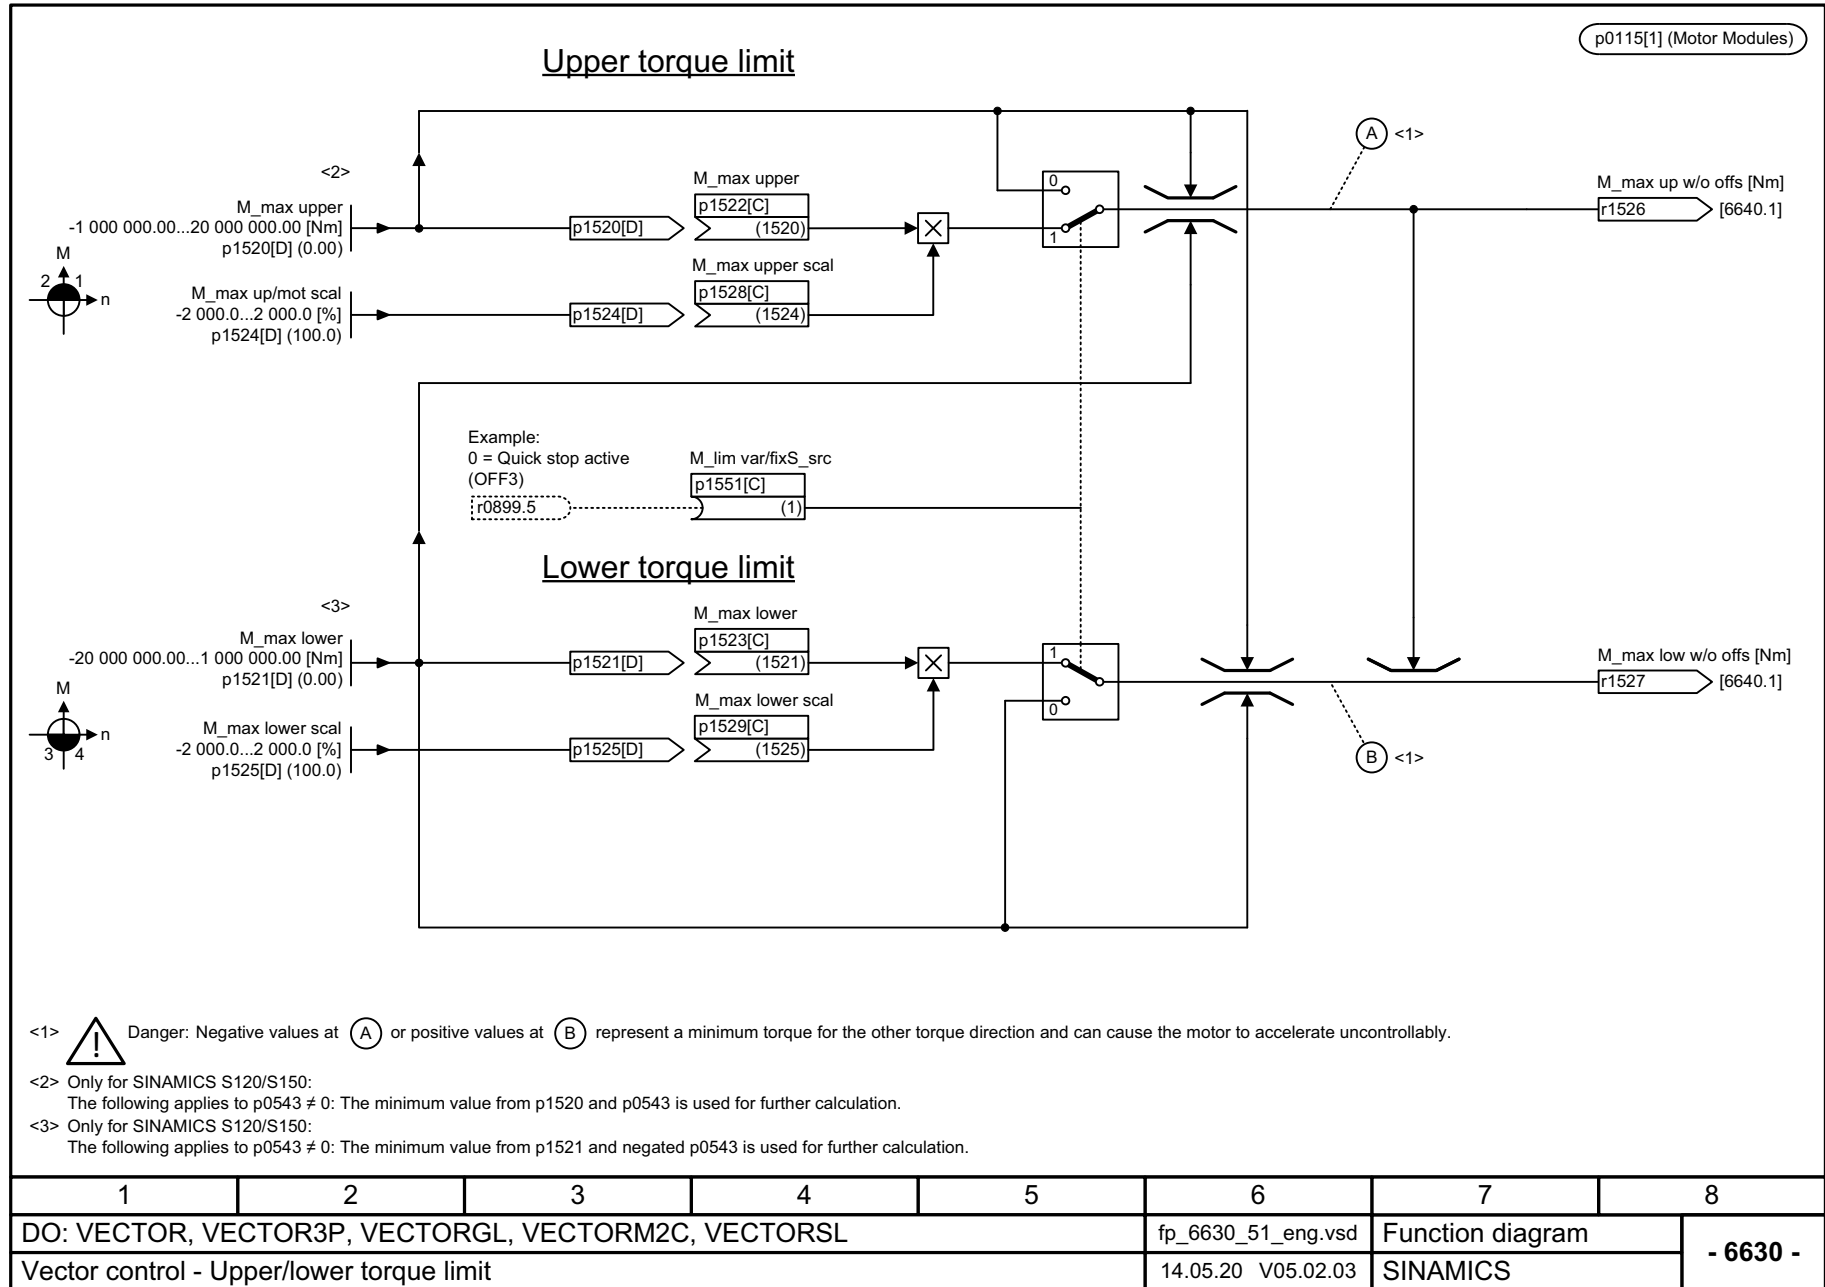 p0115[1] (Motor Modules)
Upper torque limit
A <1>
<2>
M_max upper
-1 000 000.00...20 000 000.00 [Nm]
p1520[D] (0.00)
p1520[D]
M_max upper
p1522[C]
(1520)
0
1
M_max up w/o offs [Nm]
r1526
[6640.1]
M
2 1
n
M_max up/mot scal
-2 000.0...2 000.0 [%]
p1524[D] (100.0)
p1524[D]
M_max upper scal
p1528[C]
(1524)
Example:
0 = Quick stop active
(OFF3)
r0899.5
M_lim var/fixS_src
p1551[C]
(1)
Lower torque limit
<3>
M_max lower
-20 000 000.00...1 000 000.00 [Nm]
p1521[D] (0.00)
p1521[D]
M_max lower
p1523[C]
(1521)
1
0
M_max low w/o offs [Nm]
r1527
[6640.1]
M
n
3 4
M_max lower scal
-2 000.0...2 000.0 [%]
p1525[D] (100.0)
p1525[D]
M_max lower scal
p1529[C]
(1525)
B <1>
<1> ! Danger: Negative values at A or positive values at B represent a minimum torque for the other torque direction and can cause the motor to accelerate uncontrollably.
<2> Only for SINAMICS S120/S150:
The following applies to p0543 ≠ 0: The minimum value from p1520 and p0543 is used for further calculation.
<3> Only for SINAMICS S120/S150:
The following applies to p0543 ≠ 0: The minimum value from p1521 and negated p0543 is used for further calculation.
1 2 3 4 5 6 7 8
DO: VECTOR, VECTOR3P, VECTORGL, VECTORM2C, VECTORSL
fp_6630_51_eng.vsd
Function diagram
- 6630 -
Vector control - Upper/lower torque limit
14.05.20 V05.02.03
SINAMICS